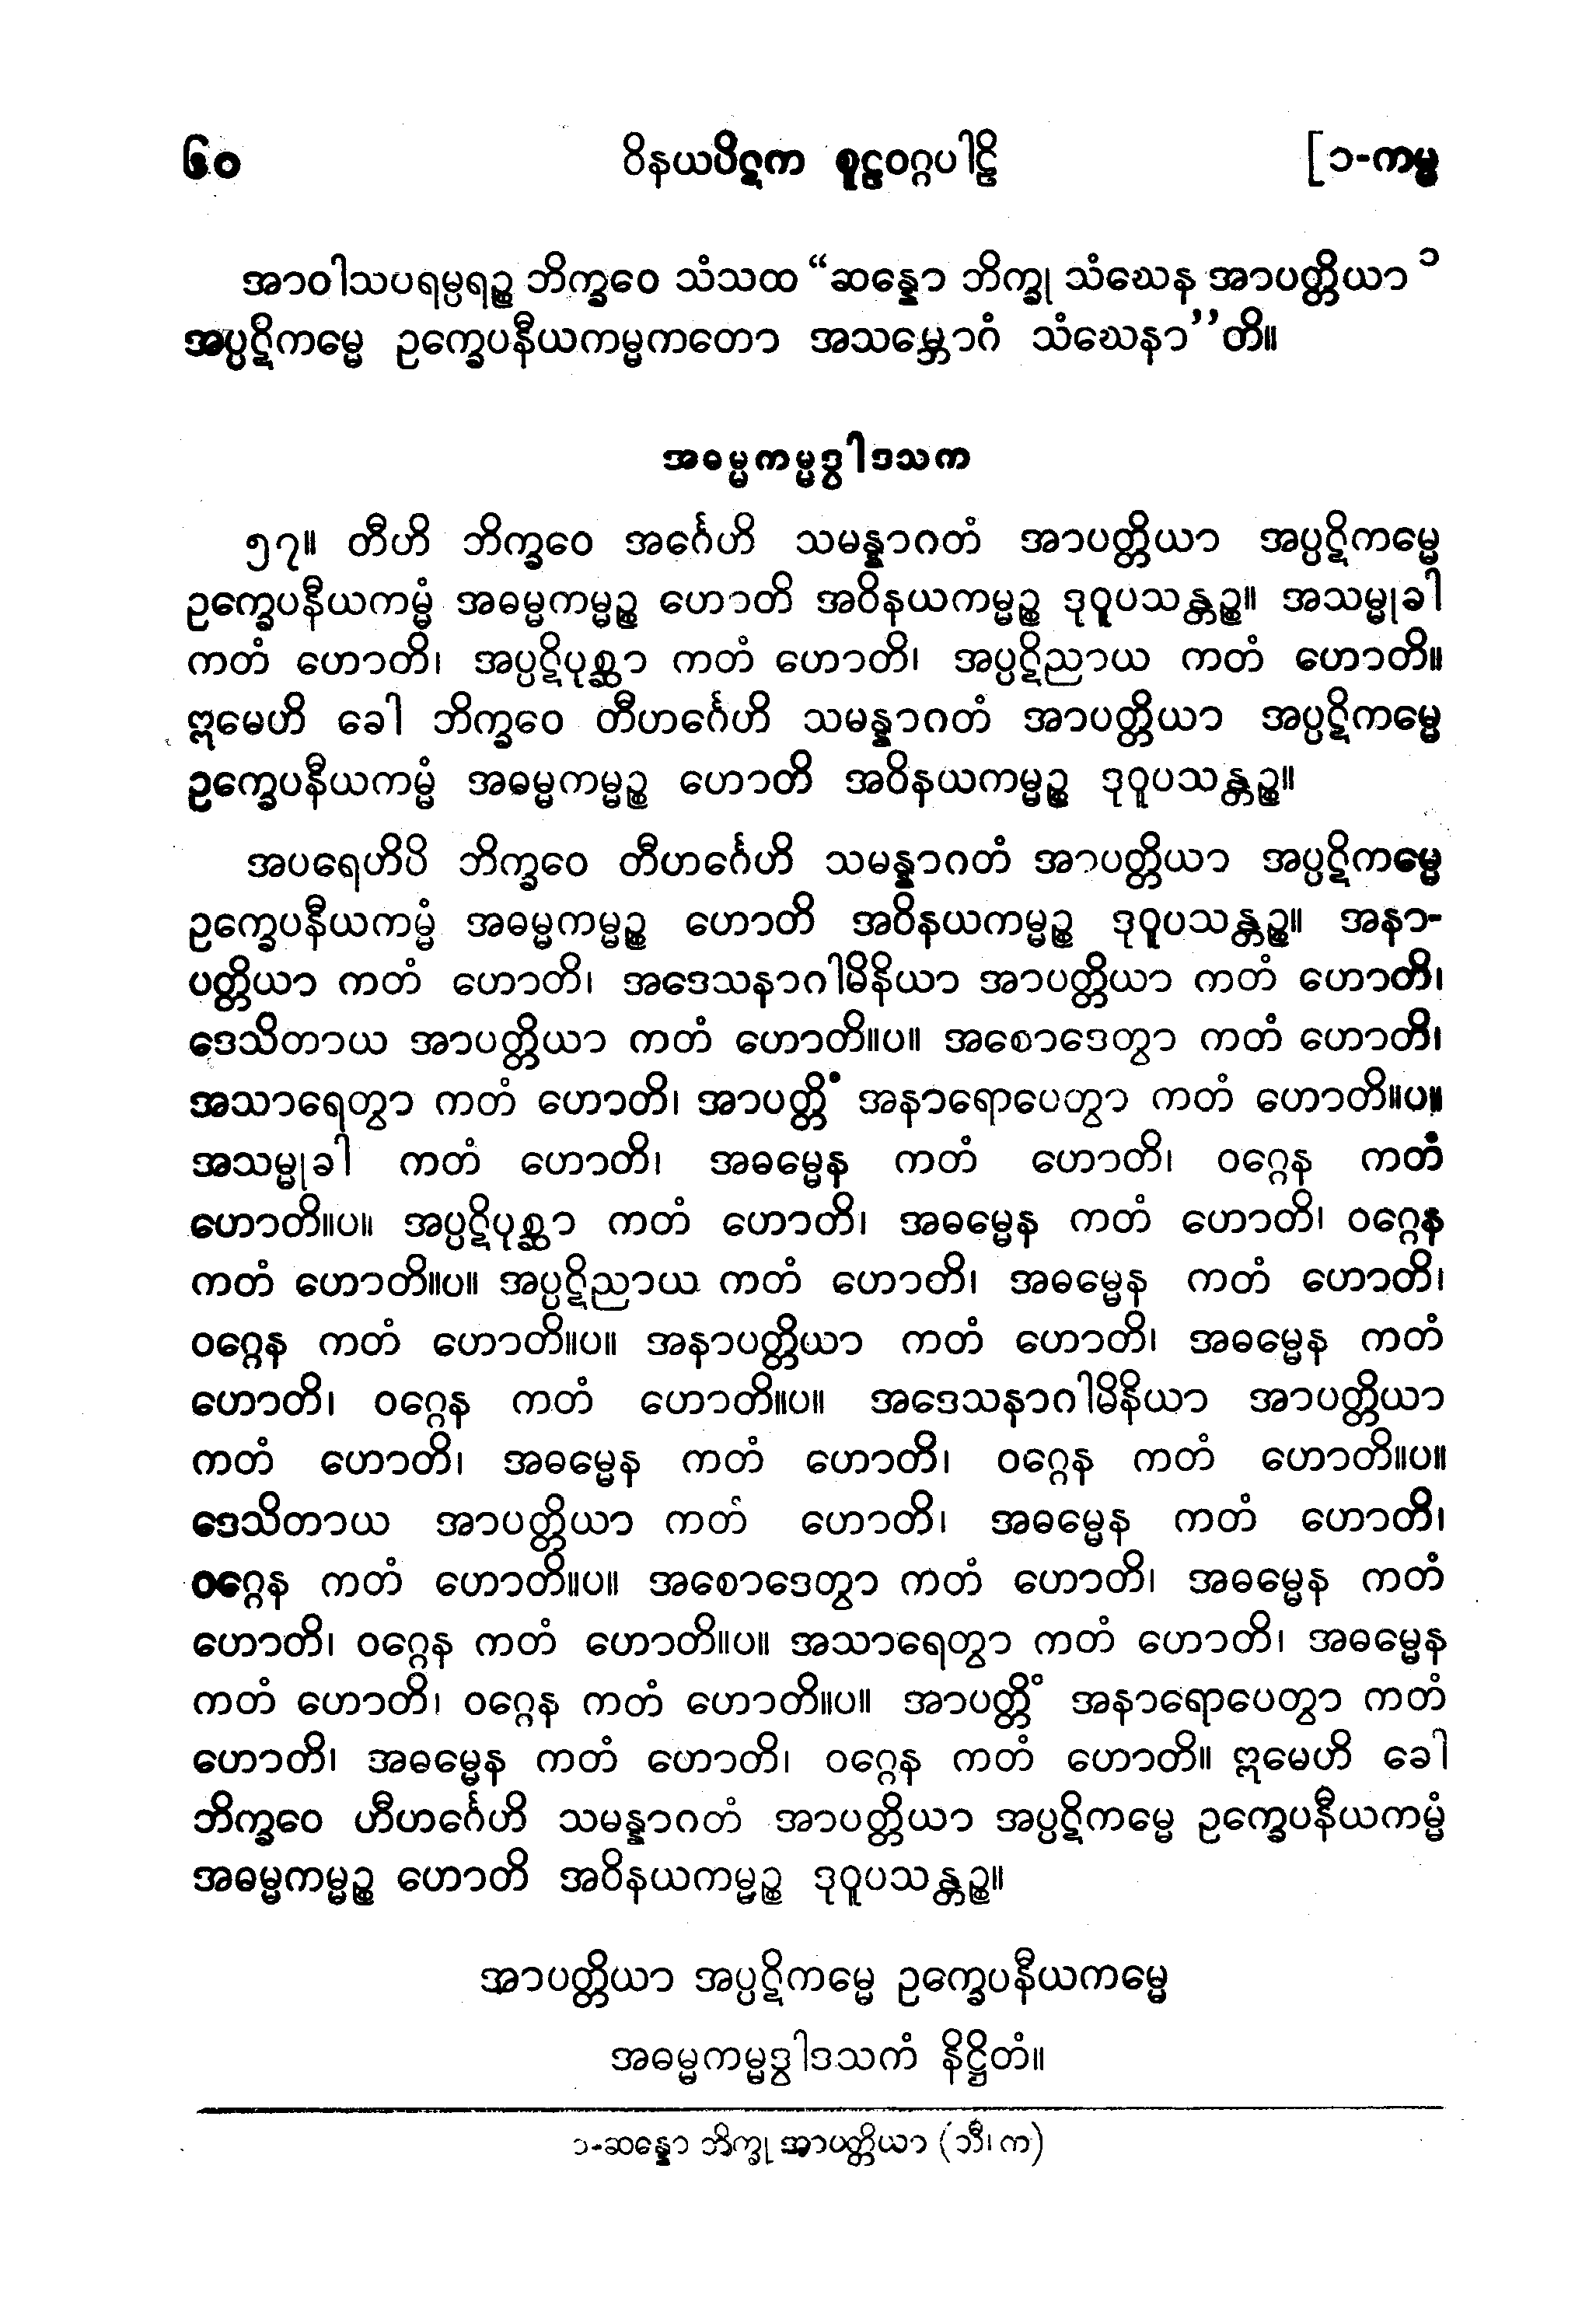 ၆၀ ဝိနယပိဋက စူဠဝဂ္ဂပါဠိ [၁-ကမ္မ
အာဝါသပရမ္ပရဉ္စ ဘိက္ခဝေ သံသထ “ဆန္နော ဘိက္ခု သံဃေန အာပတ္တိယာ ၁
အပ္ပဋိကမ္မေ ဥက္ခေပနီယကမ္မကတော အသမ္ဘောဂံ သံဃေနာ’’တိ။
အဓမ္မကမ္မဒွါဒသက
၅၇။ တီဟိ ဘိက္ခဝေ အင်္ဂေဟိ သမန္နာဂတံ အာပတ္တိယာ အပ္ပဋိကမ္မေ
ဥက္ခေပနီယကမ္မံ အဓမ္မကမ္မဉ္စ ဟောတိ အဝိနယကမ္မဉ္စ ဒုဝူပသန္တဉ္စ။ အသမ္မုခါ
ကတံ ဟောတိ၊ အပ္ပဋိပုစ္ဆာ ကတံ ဟောတိ၊ အပ္ပဋိညာယ ကတံ ဟောတိ။
ဣမေဟိ ခေါ ဘိက္ခဝေ တီဟင်္ဂေဟိ သမန္နာဂတံ အာပတ္တိယာ အပ္ပဋိကမ္မေ
ဥက္ခေပနီယကမ္မံ အဓမ္မကမ္မဉ္စ ဟောတိ အဝိနယကမ္မဉ္စ ဒုဝူပသန္တဉ္စ။
အပရေဟိပိ ဘိက္ခဝေ တီဟင်္ဂေဟိ သမန္နာဂတံ အာပတ္တိယာ အပ္ပဋိကမ္မေ
ဥက္ခေပနီယကမ္မံ အဓမ္မကမ္မဉ္စ ဟောတိ အဝိနယကမ္မဉ္စ ဒုဝူပသန္တဉ္စ။ အနာ-
ပတ္တိယာ ကတံ ဟောတိ၊ အဒေသနာဂါမိနိယာ အာပတ္တိယာ ကတံ ဟောတိ၊
ဒေသိတာယ အာပတ္တိယာ ကတံ ဟောတိ။ပ။ အစောဒေတွာ ကတံ ဟောတိ၊
အသာရေတွာ ကတံ ဟောတိ၊ အာပတ္တိံ အနာရောပေတွာ ကတံ ဟောတိ။ပ။
အသမ္မုခါ ကတံ ဟောတိ၊ အဓမ္မေန ကတံ ဟောတိ၊ ဝဂ္ဂေန ကတံ
ဟောတိ။ပ။ အပ္ပဋိပုစ္ဆာ ကတံ ဟောတိ၊ အဓမ္မေန ကတံ ဟောတိ၊ ဝဂ္ဂေန
ကတံ ဟောတိ။ပ။ အပ္ပဋိညာယ ကတံ ဟောတိ၊ အဓမ္မေန ကတံ ဟောတိ၊
ဝဂ္ဂေန ကတံ ဟောတိ။ပ။ အနာပတ္တိယာ ကတံ ဟောတိ၊ အဓမ္မေန ကတံ
ဟောတိ၊ ဝဂ္ဂေန ကတံ ဟောတိ။ပ။ အဒေသနာဂါမိနိယာ အာပတ္တိယာ
ကတံ ဟောတိ၊ အဓမ္မေန ကတံ ဟောတိ၊ ဝဂ္ဂေန ကတံ ဟောတိ။ပ။
ဒေသိတာယ အာပတ္တိယာ ကတံ ဟောတိ၊ အဓမ္မေန ကတံ ဟောတိ၊
ဝဂ္ဂေန ကတံ ဟောတိ။ပ။ အစောဒေတွာ ကတံ ဟောတိ၊ အဓမ္မေန ကတံ
ဟောတိ၊ ဝဂ္ဂေန ကတံ ဟောတိ။ပ။ အသာရေတွာ ကတံ ဟောတိ၊ အဓမ္မေန
ကတံ ဟောတိ၊ ဝဂ္ဂေန ကတံ ဟောတိ။ပ။ အာပတ္တိံ အနာရောပေတွာ ကတံ
ဟောတိ၊ အဓမ္မေန ကတံ ဟောတိ၊ ဝဂ္ဂေန ကတံ ဟောတိ။ ဣမေဟိ ခေါ
ဘိက္ခဝေ ဟီဟင်္ဂေဟိ သမန္နာဂတံ အာပတ္တိယာ အပ္ပဋိကမ္မေ ဥက္ခေပနီယကမ္မံ
အဓမ္မကမ္မဉ္စ ဟောတိ အဝိနယကမ္မဉ္စ ဒုဝူပသန္တဉ္စ။
အာပတ္တိယာ အပ္ပဋိကမ္မေ ဥက္ခေပနီယကမ္မေ
အဓမ္မကမ္မဒွါဒသကံ နိဋ္ဌိတံ။
၁-ဆန္နော ဘိက္ခု အာပတ္တိယာ (သီ၊ က)